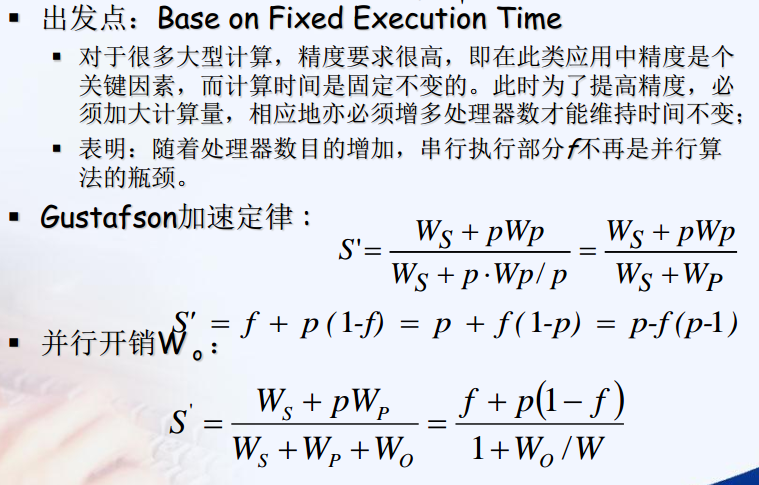 ▪ 出发点：Base on Fixed Execution Time
▪ 对于很多大型计算，精度要求很高，即在此类应用中精度是个
关键因素，而计算时间是固定不变的。此时为了提高精度，必
须加大计算量，相应地亦必须增多处理器数才能维持时间不变；
▪ 表明：随着处理器数目的增加，串行执行部分f不再是并行算
法的瓶颈。
▪ Gustafson加速定律：
S'= (W_S + pWp) / (W_S + p·Wp/p) = (W_S + pWp) / (W_S + W_P)
S' = f + p(1-f) = p + f(1-p) = p-f(p-1)
▪ 并行开销W_o：
S' = (W_S + pW_P) / (W_S + W_P + W_O) = (f + p(1 − f)) / (1 + W_O / W)